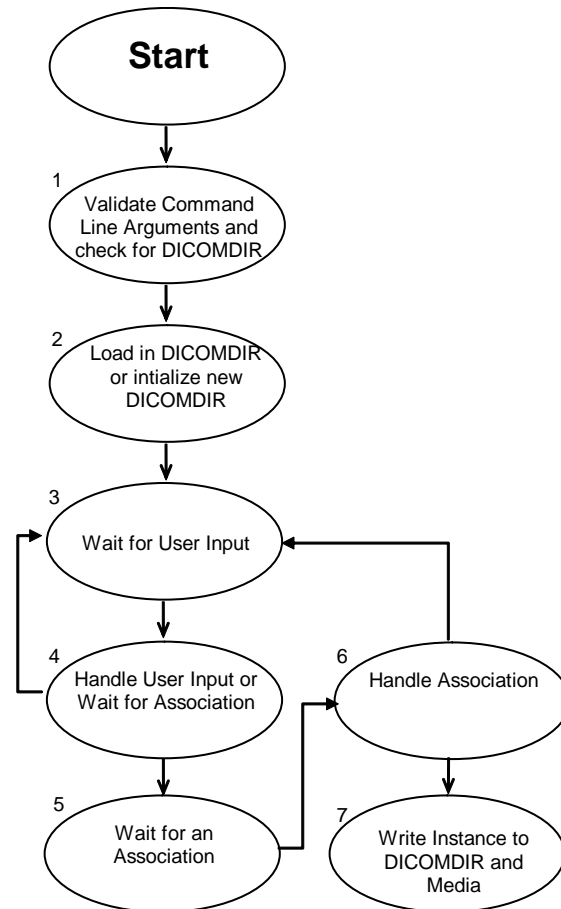 Start
1
Validate Command
Line Arguments and
check for DICOMDIR
2
Load in DICOMDIR
or intialize new
DICOMDIR
3
Wait for User Input
4
Handle User Input or
Wait for Association
5
Wait for an
Association
6
Handle Association
7
Write Instance to
DICOMDIR and
Media